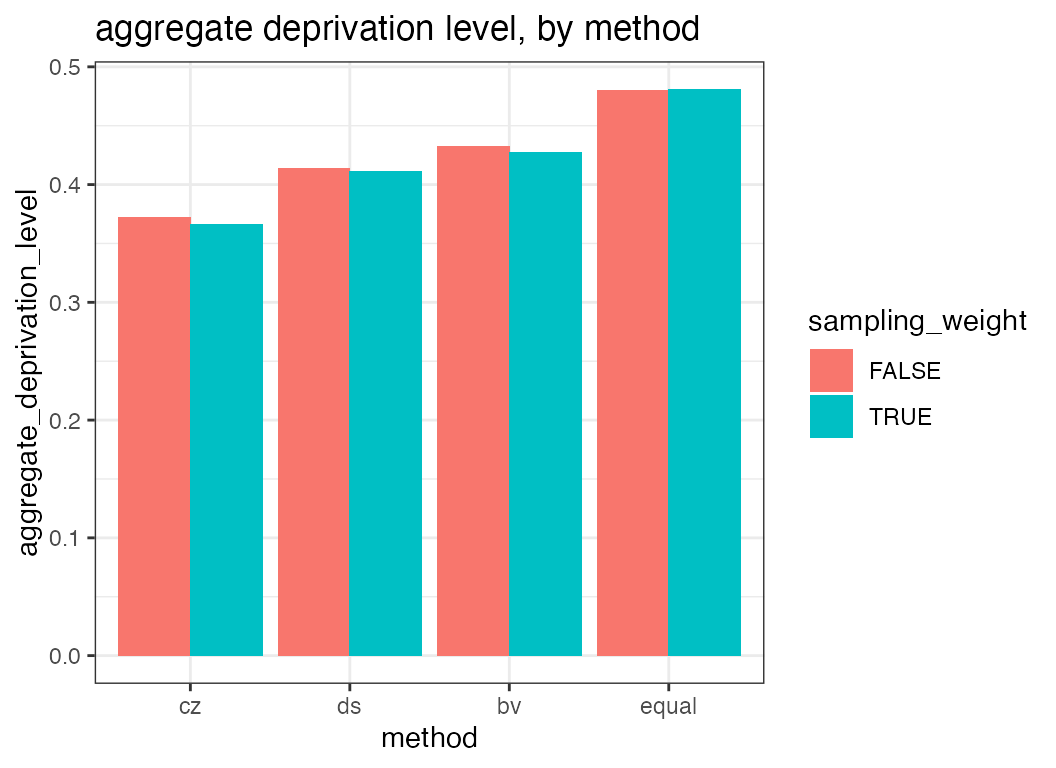 aggregate deprivation level, by method
aggregate_deprivation_level
0.5
0.4
0.3
0.2
0.1
0.0
cz ds bv equal
method
sampling_weight
FALSE
TRUE